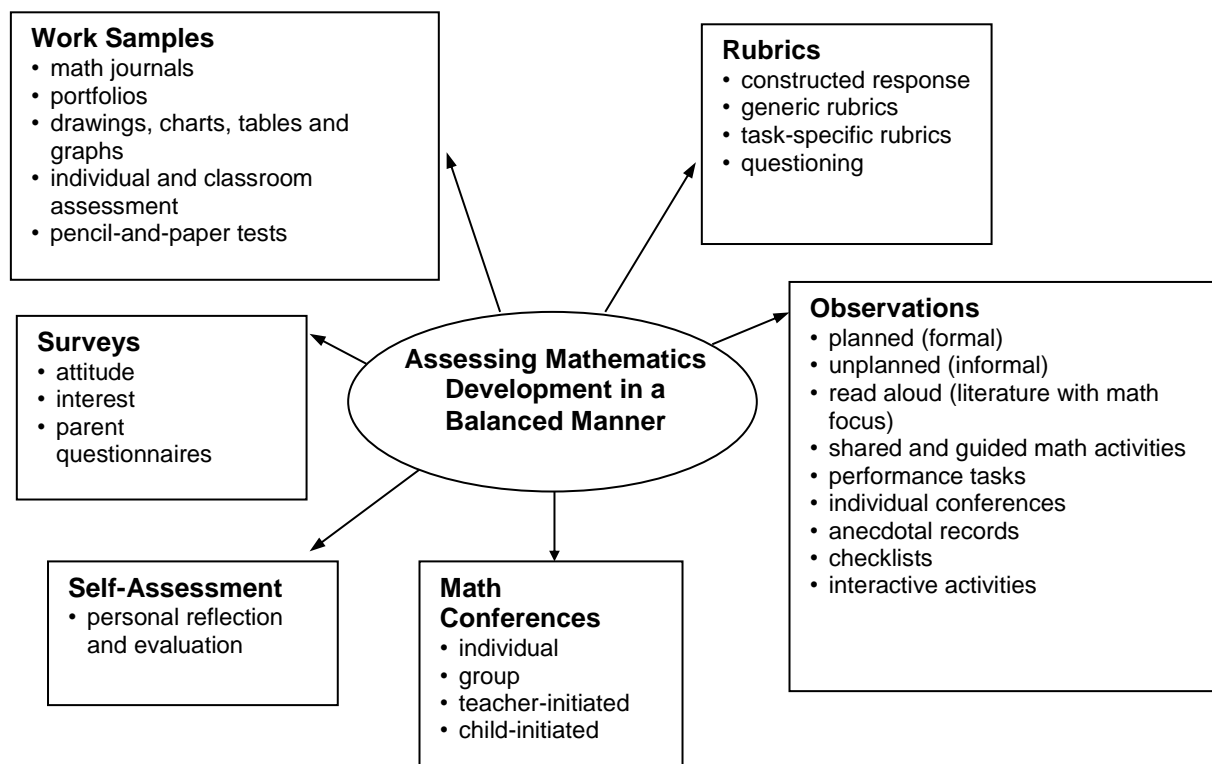 Work Samples
• math journals
• portfolios
• drawings, charts, tables and
graphs
• individual and classroom
assessment
• pencil-and-paper tests
Rubrics
• constructed response
• generic rubrics
• task-specific rubrics
• questioning
Surveys
• attitude
• interest
• parent
questionnaires
Assessing Mathematics
Development in a
Balanced Manner
Observations
• planned (formal)
• unplanned (informal)
• read aloud (literature with math
focus)
• shared and guided math activities
• performance tasks
• individual conferences
• anecdotal records
• checklists
• interactive activities
Self-Assessment
• personal reflection
and evaluation
Math
Conferences
• individual
• group
• teacher-initiated
• child-initiated